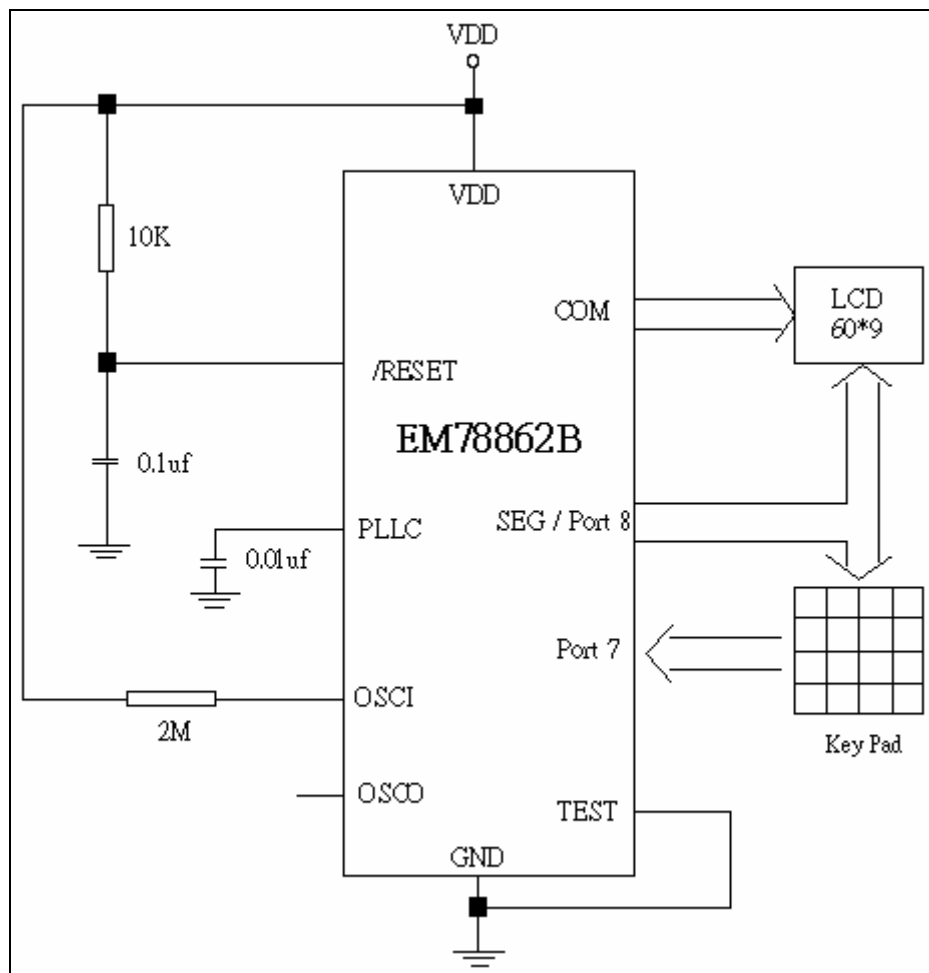 VDD
VDD
10K
COM
LCD
60*9
/RESET
EM78862B
0.1uf
SEG / Port 8
PLLC
0.01uf
Port 7
OSCI
2M
Key Pad
OSCO
TEST
GND